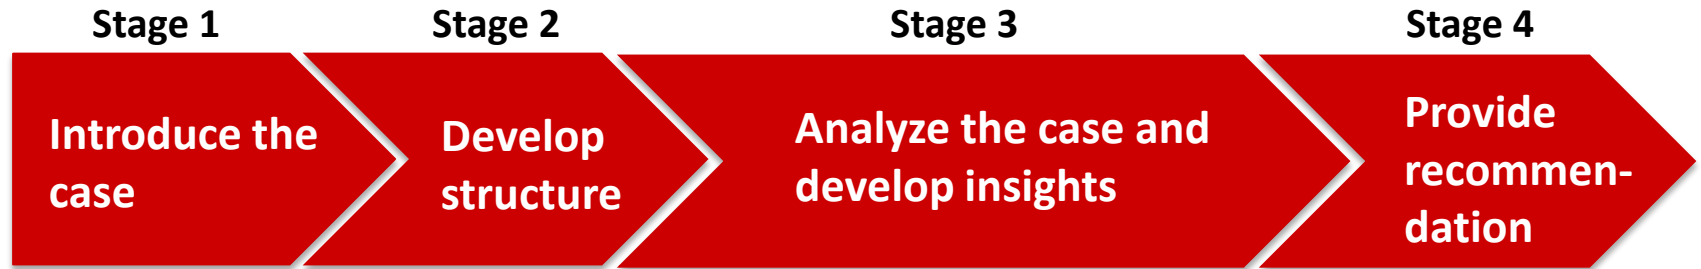 Stage 1
Stage 2
Stage 3
Stage 4
Introduce the
case
Develop
structure
Analyze the case and
develop insights
Provide
recommen-
dation